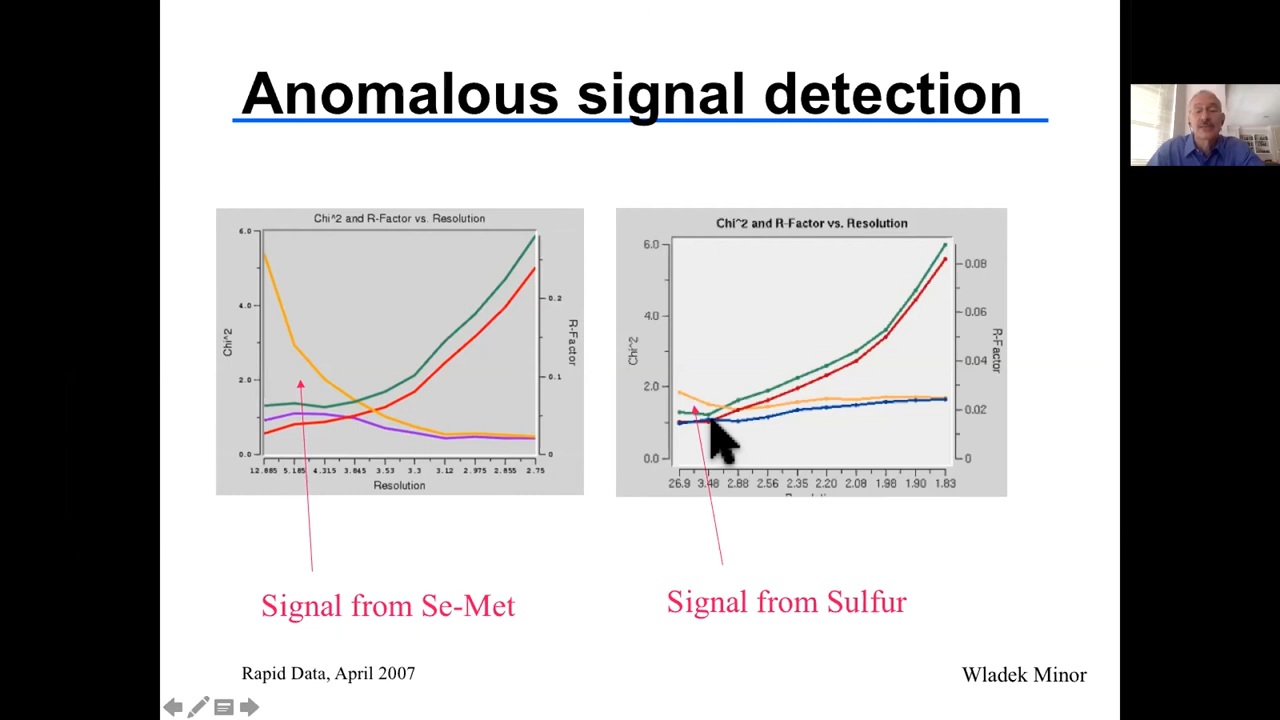 Anomalous signal detection
Chi^2 and R-Factor vs. Resolution
6.0
4.0
2.0
0.0
Chi^2
0.2
0.1
0
R-Factor
12.885 5.185 4.315 3.845 3.53 3.3 3.12 2.975 2.855 2.75
Resolution
Chi^2 and R-Factor vs. Resolution
6.0
4.0
2.0
0.0
Chi^2
0.08
0.06
0.04
0.02
0
R-Factor
26.9 3.48 2.88 2.56 2.35 2.20 2.08 1.98 1.90 1.83
Signal from Se-Met
Signal from Sulfur
Rapid Data, April 2007
Wladek Minor